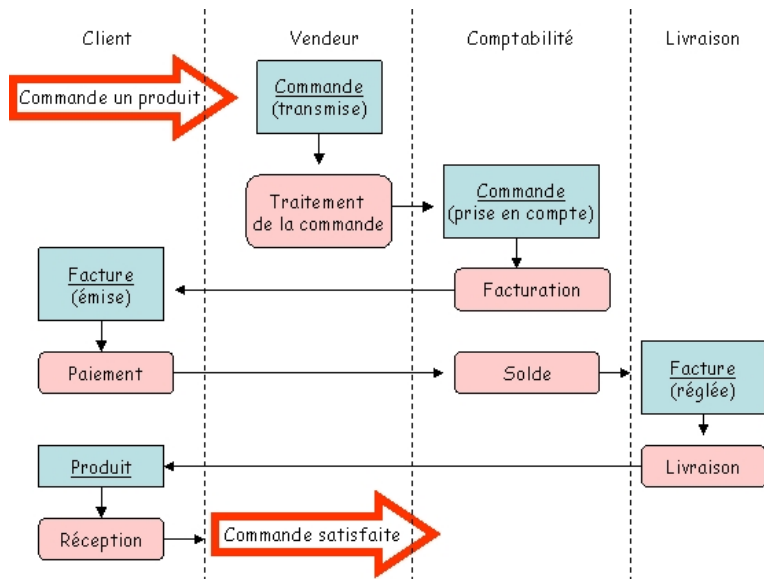 Client
Vendeur
Comptabilité
Livraison
Commande un produit
Commande
(transmise)
Traitement
de la commande
Commande
(prise en compte)
Facture
(émise)
Facturation
Paiement
Solde
Facture
(réglée)
Produit
Livraison
Réception
Commande satisfaite